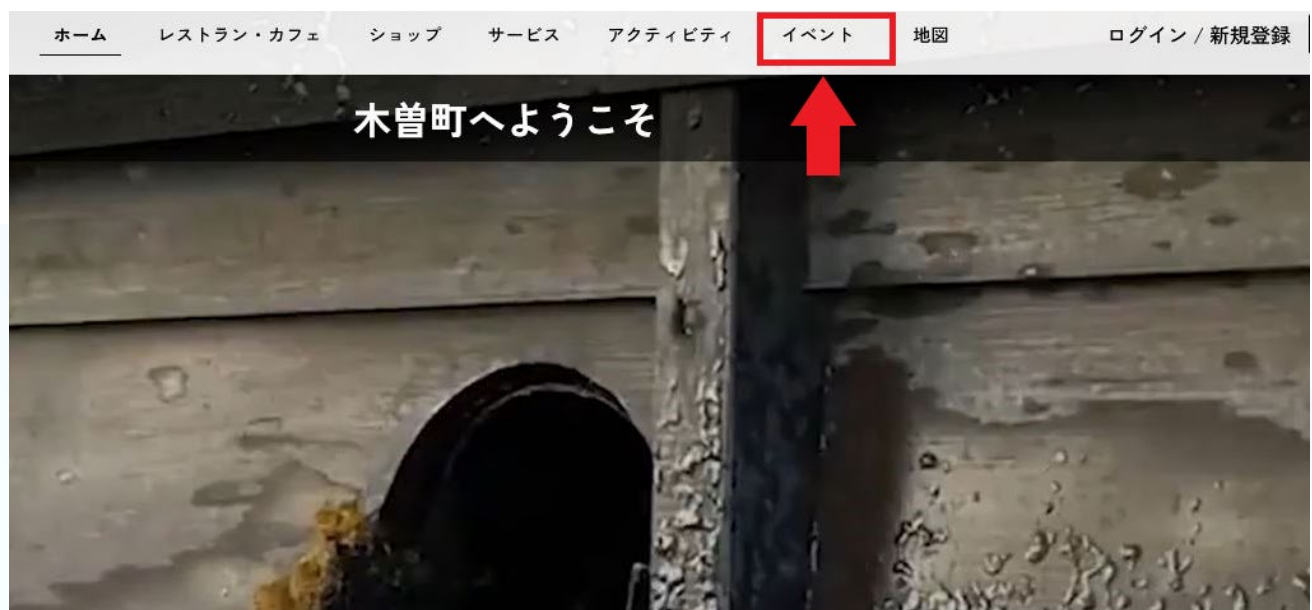 ホーム レストラン・カフェ ショップ サービス アクティビティ イベント 地図 ログイン / 新規登録
木曽町へようこそ